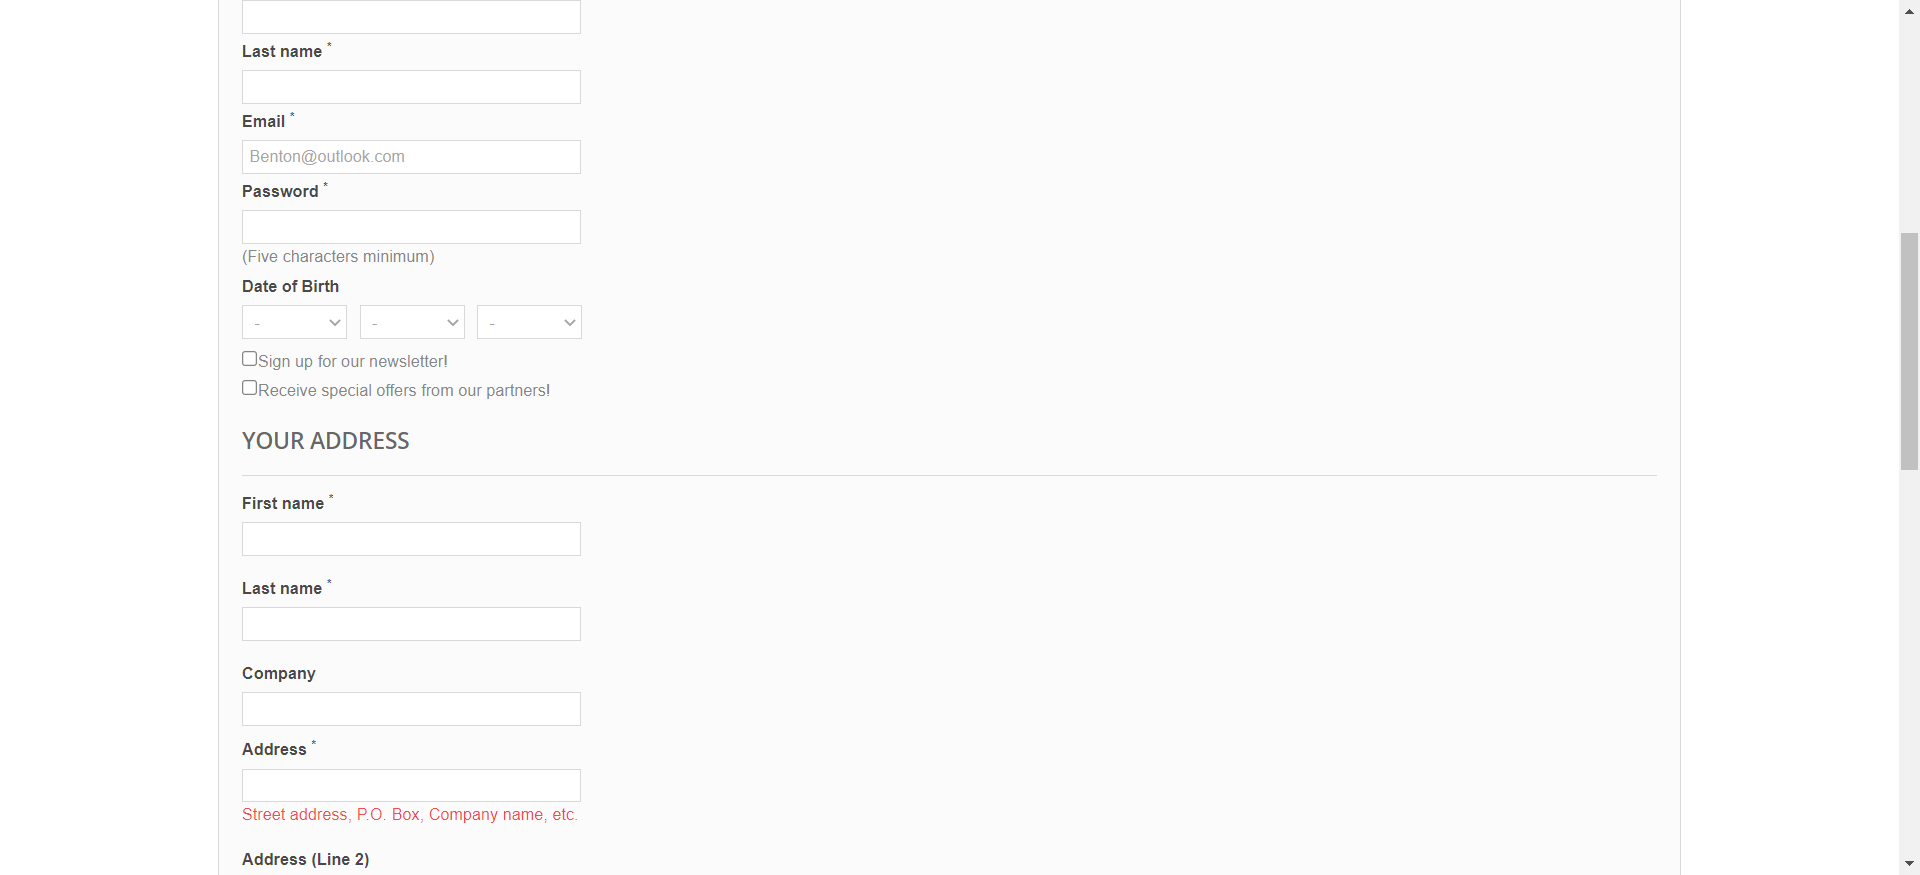 Last name *
Email *
Benton@outlook.com
Password *
(Five characters minimum)
Date of Birth
- - -
Sign up for our newsletter!
Receive special offers from our partners!
YOUR ADDRESS
First name *
Last name *
Company
Address *
Street address, P.O. Box, Company name, etc.
Address (Line 2)